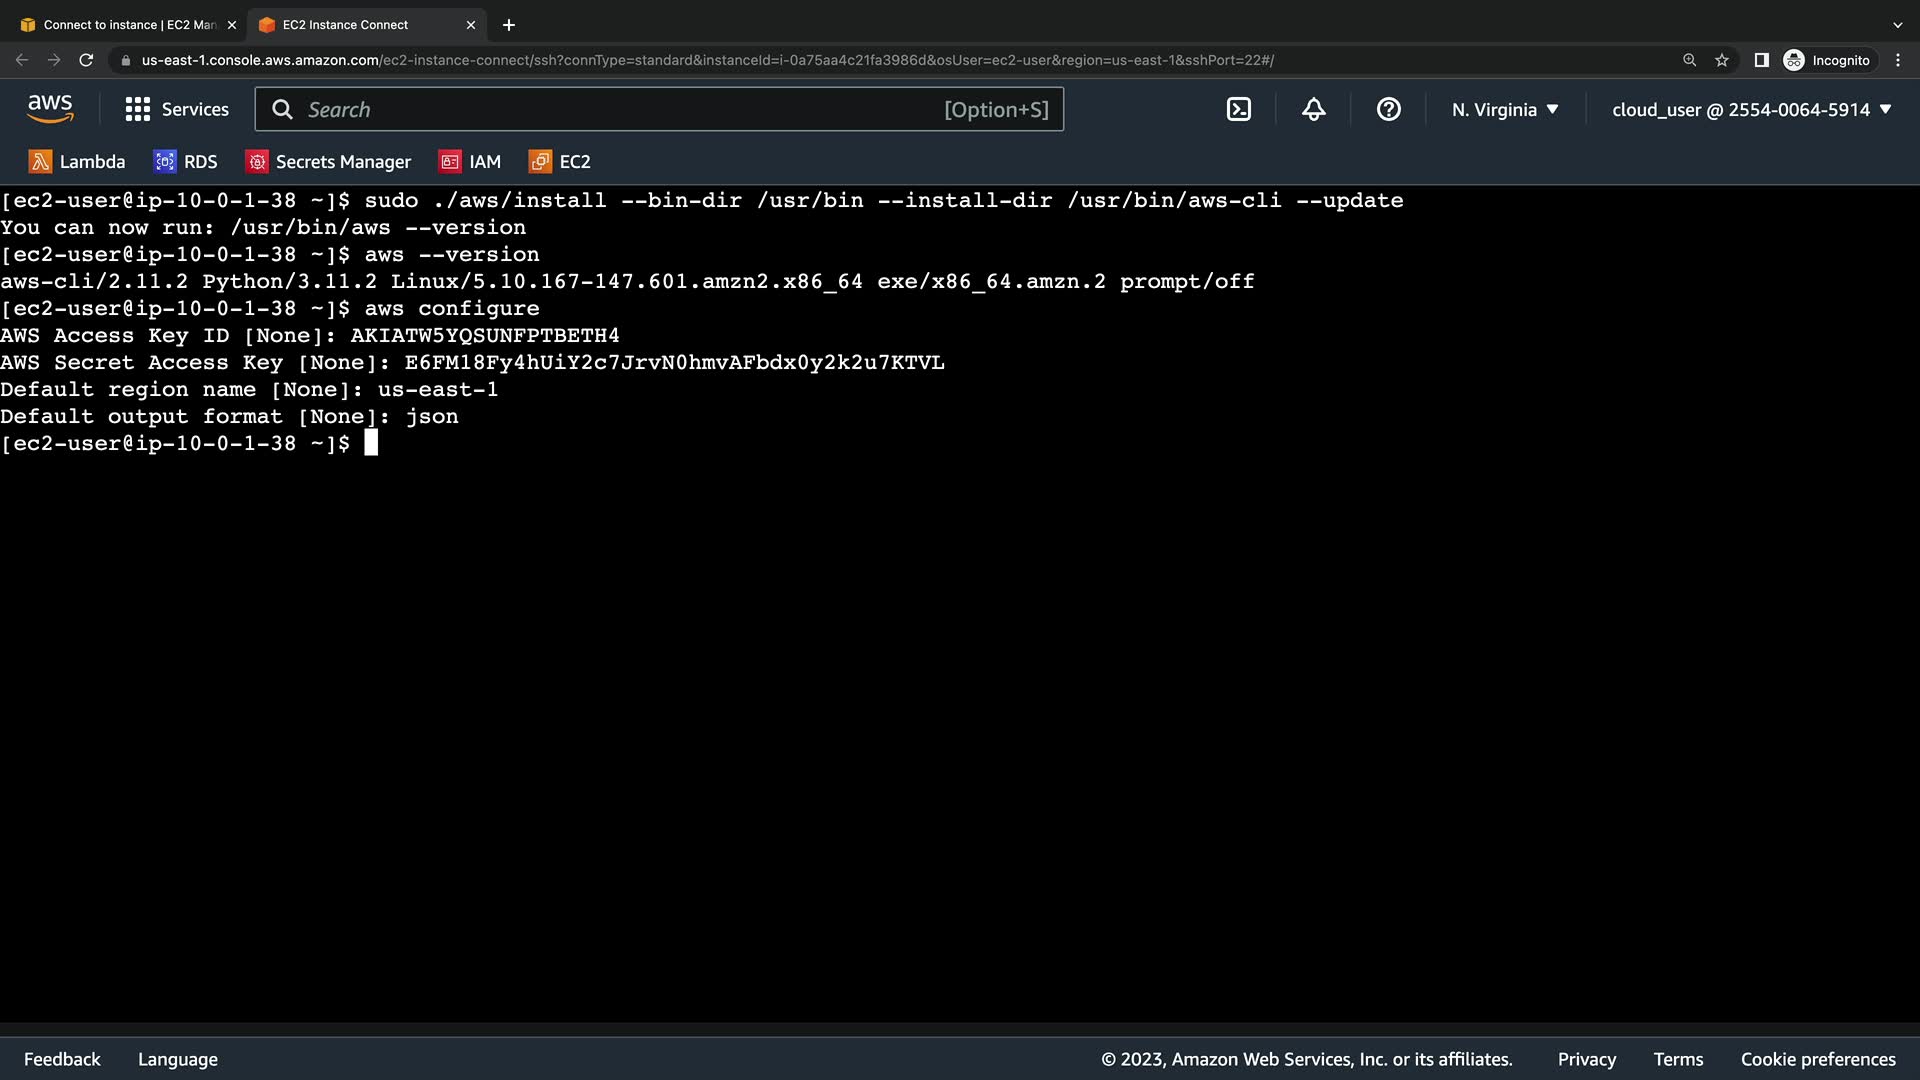 Connect to instance | EC2 Man
EC2 Instance Connect
us-east-1.console.aws.amazon.com/ec2-instance-connect/ssh?connType=standard&instanceId=i-0a75aa4c21fa3986d&osUser=ec2-user&region=us-east-1&sshPort=22#/
Incognito
aws
Services
Search
[Option+S]
N. Virginia
cloud_user @ 2554-0064-5914
Lambda
RDS
Secrets Manager
IAM
EC2
[ec2-user@ip-10-0-1-38 ~]$ sudo ./aws/install --bin-dir /usr/bin --install-dir /usr/bin/aws-cli --update
You can now run: /usr/bin/aws --version
[ec2-user@ip-10-0-1-38 ~]$ aws --version
aws-cli/2.11.2 Python/3.11.2 Linux/5.10.167-147.601.amzn2.x86_64 exe/x86_64.amzn.2 prompt/off
[ec2-user@ip-10-0-1-38 ~]$ aws configure
AWS Access Key ID [None]: AKIATW5YQSUNFPTBETH4
AWS Secret Access Key [None]: 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
Default region name [None]: us-east-1
Default output format [None]: json
[ec2-user@ip-10-0-1-38 ~]$
Feedback
Language
© 2023, Amazon Web Services, Inc. or its affiliates.
Privacy
Terms
Cookie preferences